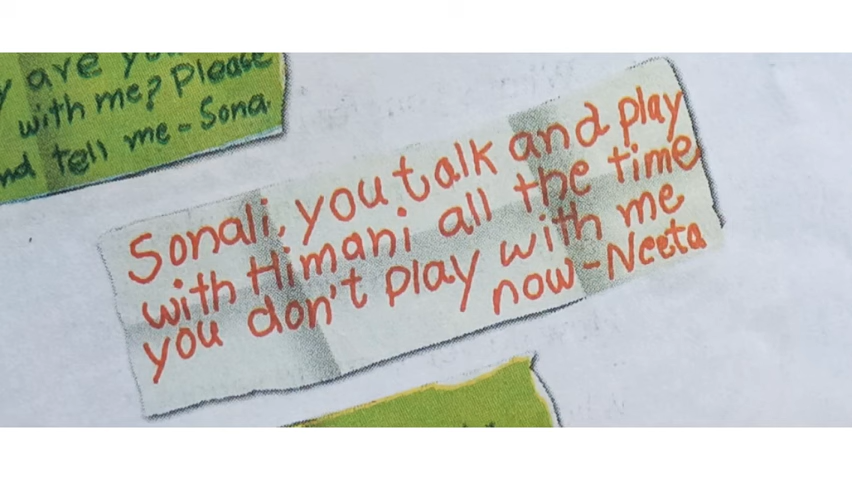 are
with me? Please
tell me - Sona
Sonali, you talk and play
with Himani all the time
you don't play with me
now - Neeta